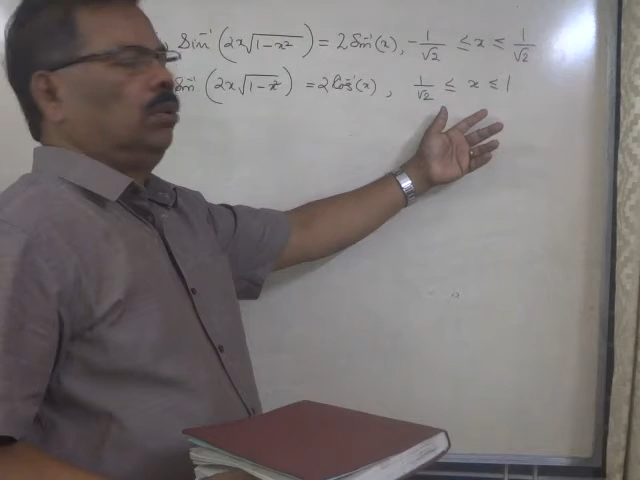 Sin⁻¹(2x√1-x²) = 2Sin⁻¹(x), -1/√2 ≤ x ≤ 1/√2
Sin⁻¹(2x√1-x²) = 2Cos⁻¹(x), 1/√2 ≤ x ≤ 1